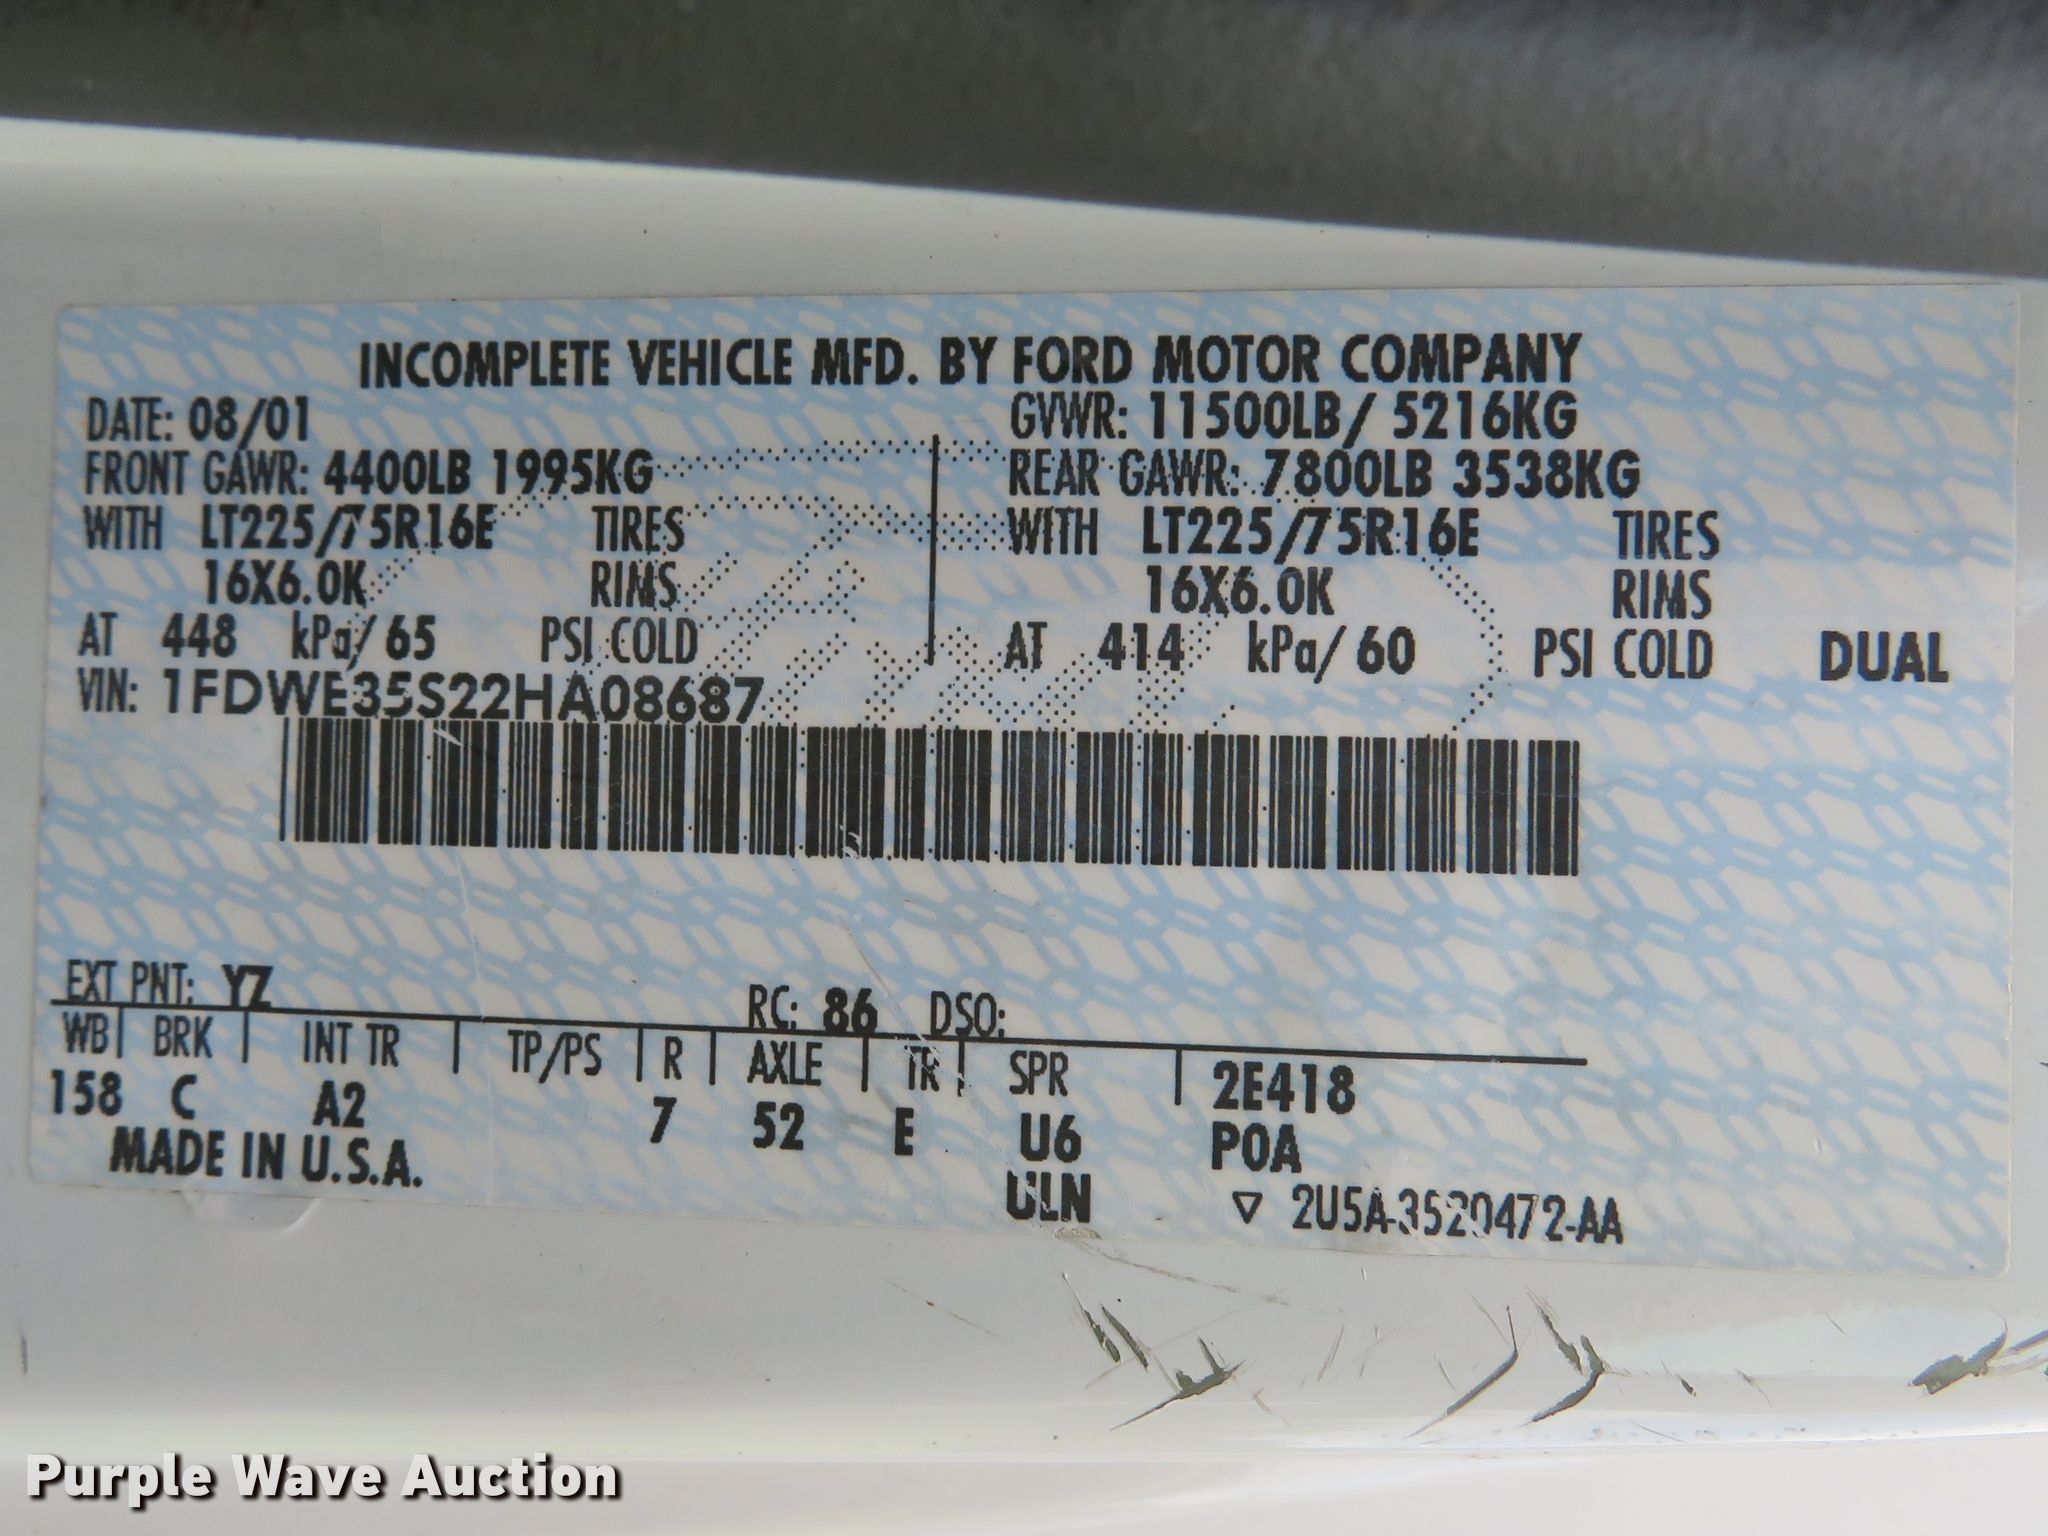 INCOMPLETE VEHICLE MFD. BY FORD MOTOR COMPANY
DATE: 08/01 GVWR: 11500LB/ 5216KG
FRONT GAWR: 4400LB 1995KG REAR GAWR: 7800LB 3538KG
WITH LT225/75R16E TIRES WITH LT225/75R16E TIRES
16X6.0K RIMS 16X6.0K RIMS
AT 448 kPa/ 65 PSI COLD AT 414 kPa/ 60 PSI COLD DUAL
VIN: 1FDWE35S22HA08687
EXT PNT: YZ RC: 86 DSO:
WB BRK INT TR TP/PS R AXLE TR SPR 2E418
158 C A2 7 52 E U6 POA
MADE IN U.S.A. ULN ▽ 2U5A-3520472-AA
Purple Wave Auction